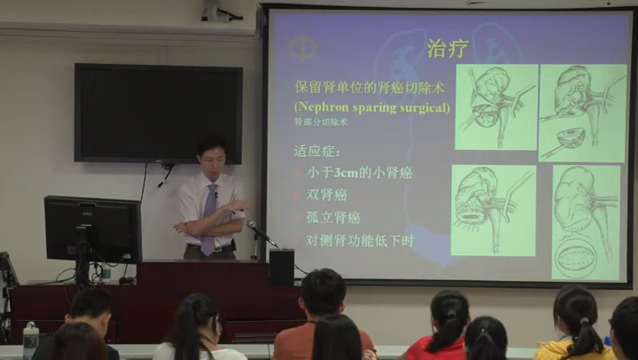 治疗
保留肾单位的肾癌切除术
(Nephron sparing surgical)
肾部分切除术
适应症：
小于3cm的小肾癌
双肾癌
孤立肾癌
对侧肾功能低下时